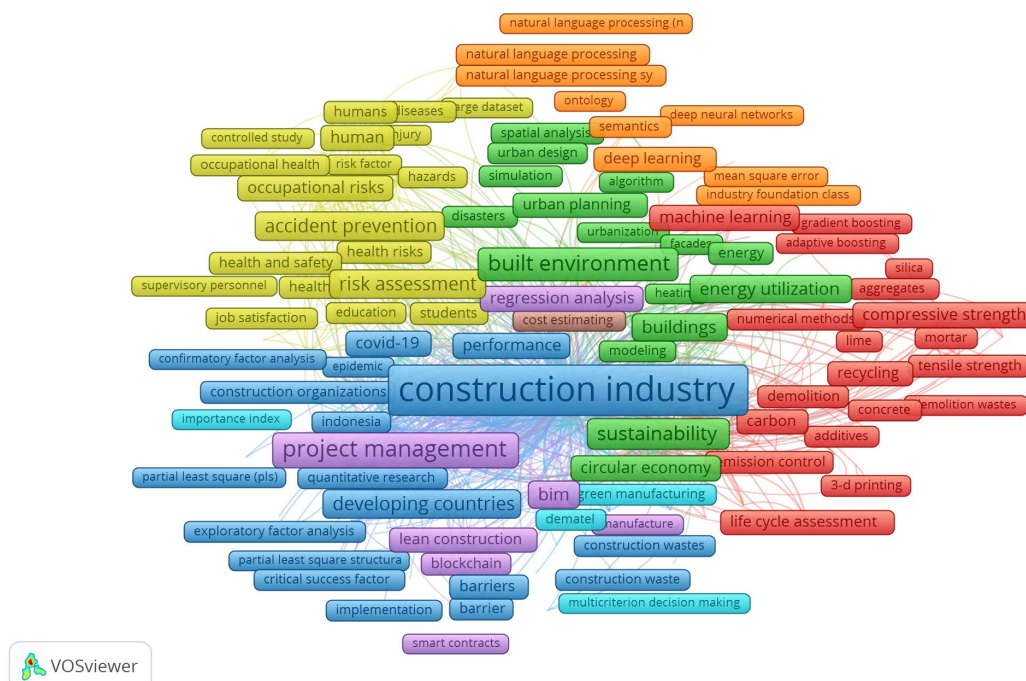 natural language processing (n
natural language processing
natural language processing sy
ontology
large dataset
humans
diseases
deep neural networks
semantics
spatial analysis
controlled study
human
injury
urban design
deep learning
occupational health
risk factor
hazards
simulation
algorithm
mean square error
occupational risks
industry foundation class
urban planning
disasters
machine learning
gradient boosting
accident prevention
urbanization
facades
adaptive boosting
health risks
energy
health and safety
built environment
silica
supervisory personnel
health
risk assessment
regression analysis
heating
energy utilization
aggregates
job satisfaction
education
students
cost estimating
buildings
numerical methods
compressive strength
covid-19
performance
modeling
lime
mortar
confirmatory factor analysis
epidemic
recycling
tensile strength
construction organizations
construction industry
demolition
concrete
demolition wastes
importance index
indonesia
carbon
sustainability
additives
project management
circular economy
emission control
partial least square (pls)
quantitative research
3-d printing
developing countries
bim
green manufacturing
dematel
manufacture
life cycle assessment
exploratory factor analysis
lean construction
construction wastes
partial least square structura
blockchain
critical success factor
barriers
construction waste
implementation
barrier
multicriterion decision making
smart contracts
VOSviewer